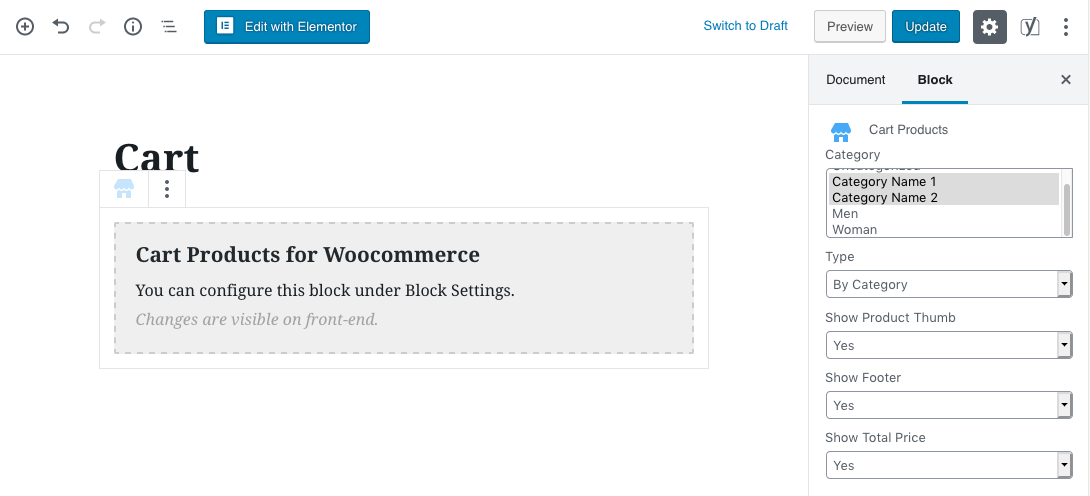 Edit with Elementor
Switch to Draft
Preview
Update
Document
Block
Cart Products
Category
Uncategorized
Category Name 1
Category Name 2
Men
Woman
Type
By Category
Show Product Thumb
Yes
Show Footer
Yes
Show Total Price
Yes
Cart
Cart Products for Woocommerce
You can configure this block under Block Settings.
Changes are visible on front-end.